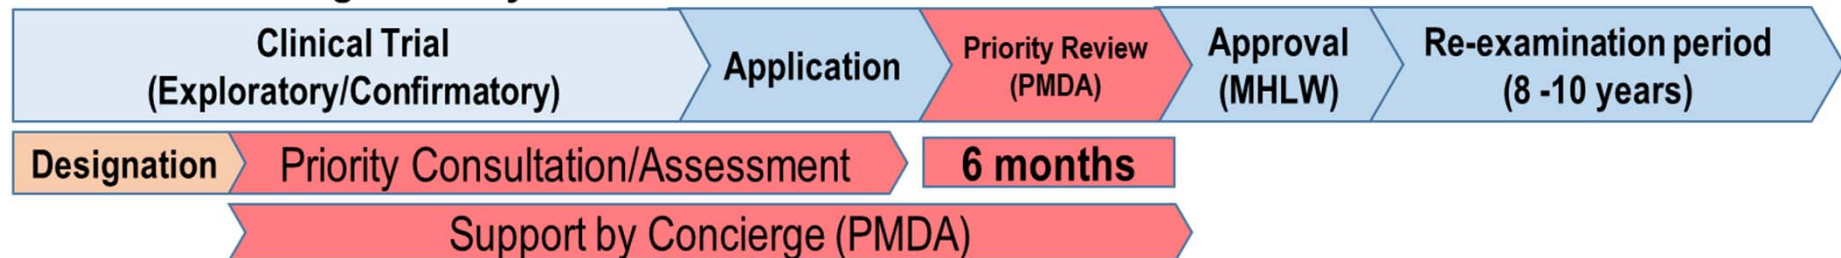 Clinical Trial
(Exploratory/Confirmatory)
Application
Priority Review
(PMDA)
Approval
(MHLW)
Re-examination period
(8 -10 years)
Designation
Priority Consultation/Assessment
6 months
Support by Concierge (PMDA)